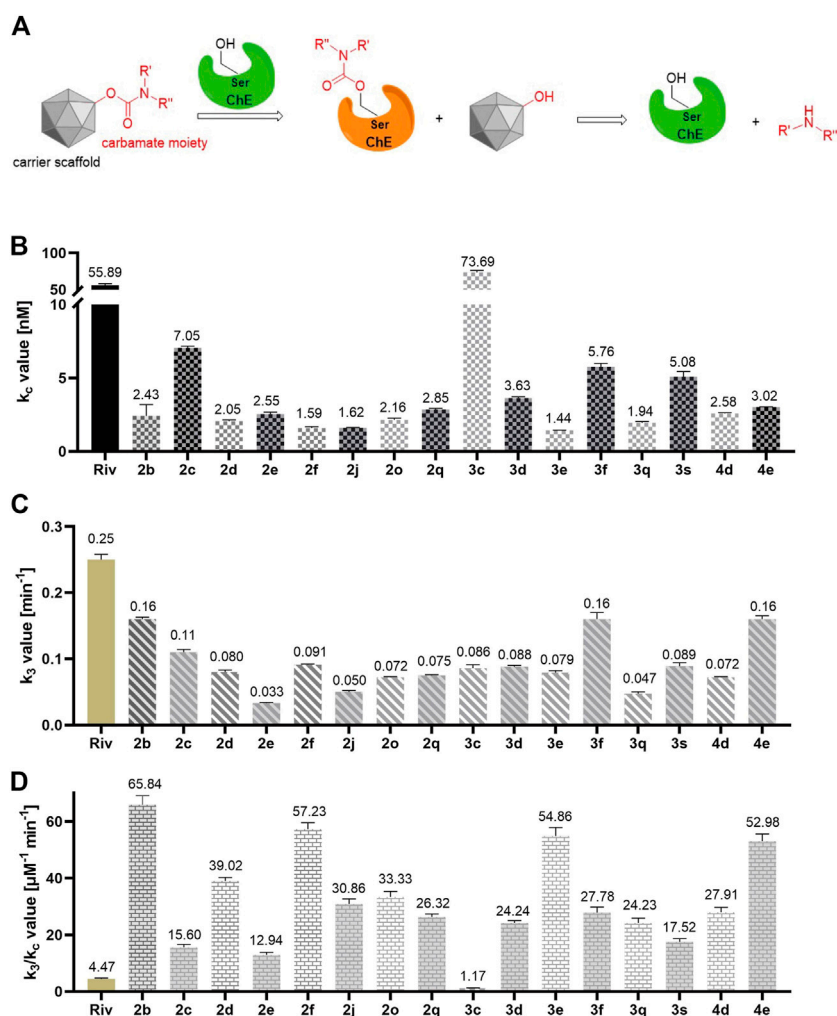 A
carrier scaffold
O
O
N
R'
R"
carbamate moiety
OH
Ser
ChE
R"
N
R'
O
O
Ser
ChE
+
OH
OH
Ser
ChE
+
H
N
R'
R"
B
kc value [nM]
100
50
10
5
0
55.89
2.43
7.05
2.05
2.55
1.59
1.62
2.16
2.85
73.69
3.63
1.44
5.76
1.94
5.08
2.58
3.02
Riv 2b 2c 2d 2e 2f 2j 2o 2q 3c 3d 3e 3f 3q 3s 4d 4e
C
k3 value [min-1]
0.3
0.2
0.1
0.0
0.25
0.16
0.11
0.080
0.033
0.091
0.050
0.072
0.075
0.086
0.088
0.079
0.16
0.047
0.089
0.072
0.16
Riv 2b 2c 2d 2e 2f 2j 2o 2q 3c 3d 3e 3f 3q 3s 4d 4e
D
k3/kc value [µM-1 min-1]
60
40
20
0
4.47
65.84
15.60
39.02
12.94
57.23
30.86
33.33
26.32
1.17
24.24
54.86
27.78
24.23
17.52
27.91
52.98
Riv 2b 2c 2d 2e 2f 2j 2o 2q 3c 3d 3e 3f 3q 3s 4d 4e